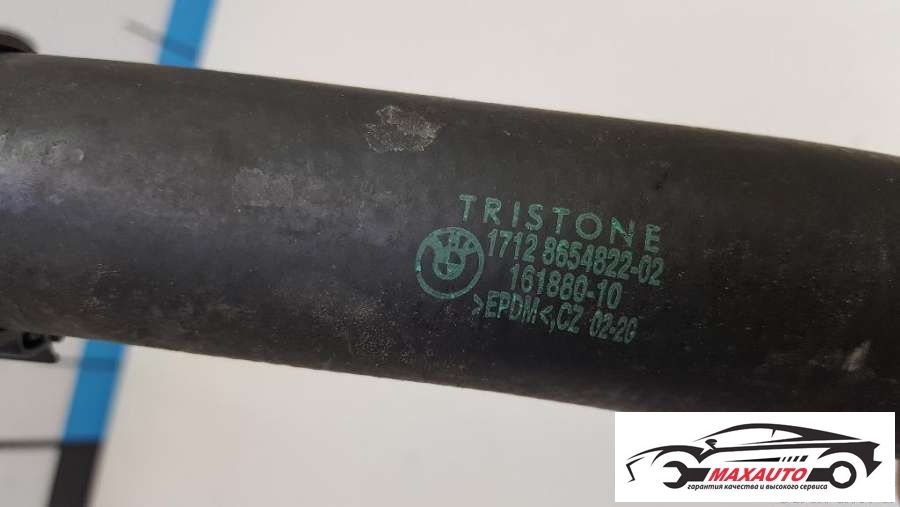 TRISTONE
1712 8654822-02
161880-10
>EPDM<,CZ 02-20
MAXAUTO
гарантия качества и высокого сервиса